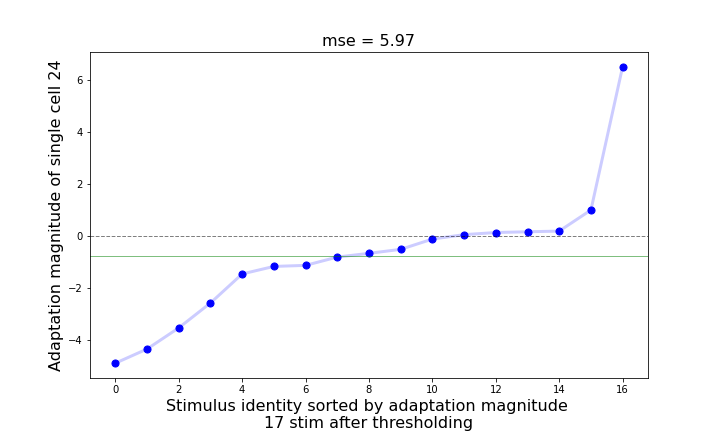 mse = 5.97
Adaptation magnitude of single cell 24
6
4
2
0
−2
−4
0 2 4 6 8 10 12 14 16
Stimulus identity sorted by adaptation magnitude
17 stim after thresholding